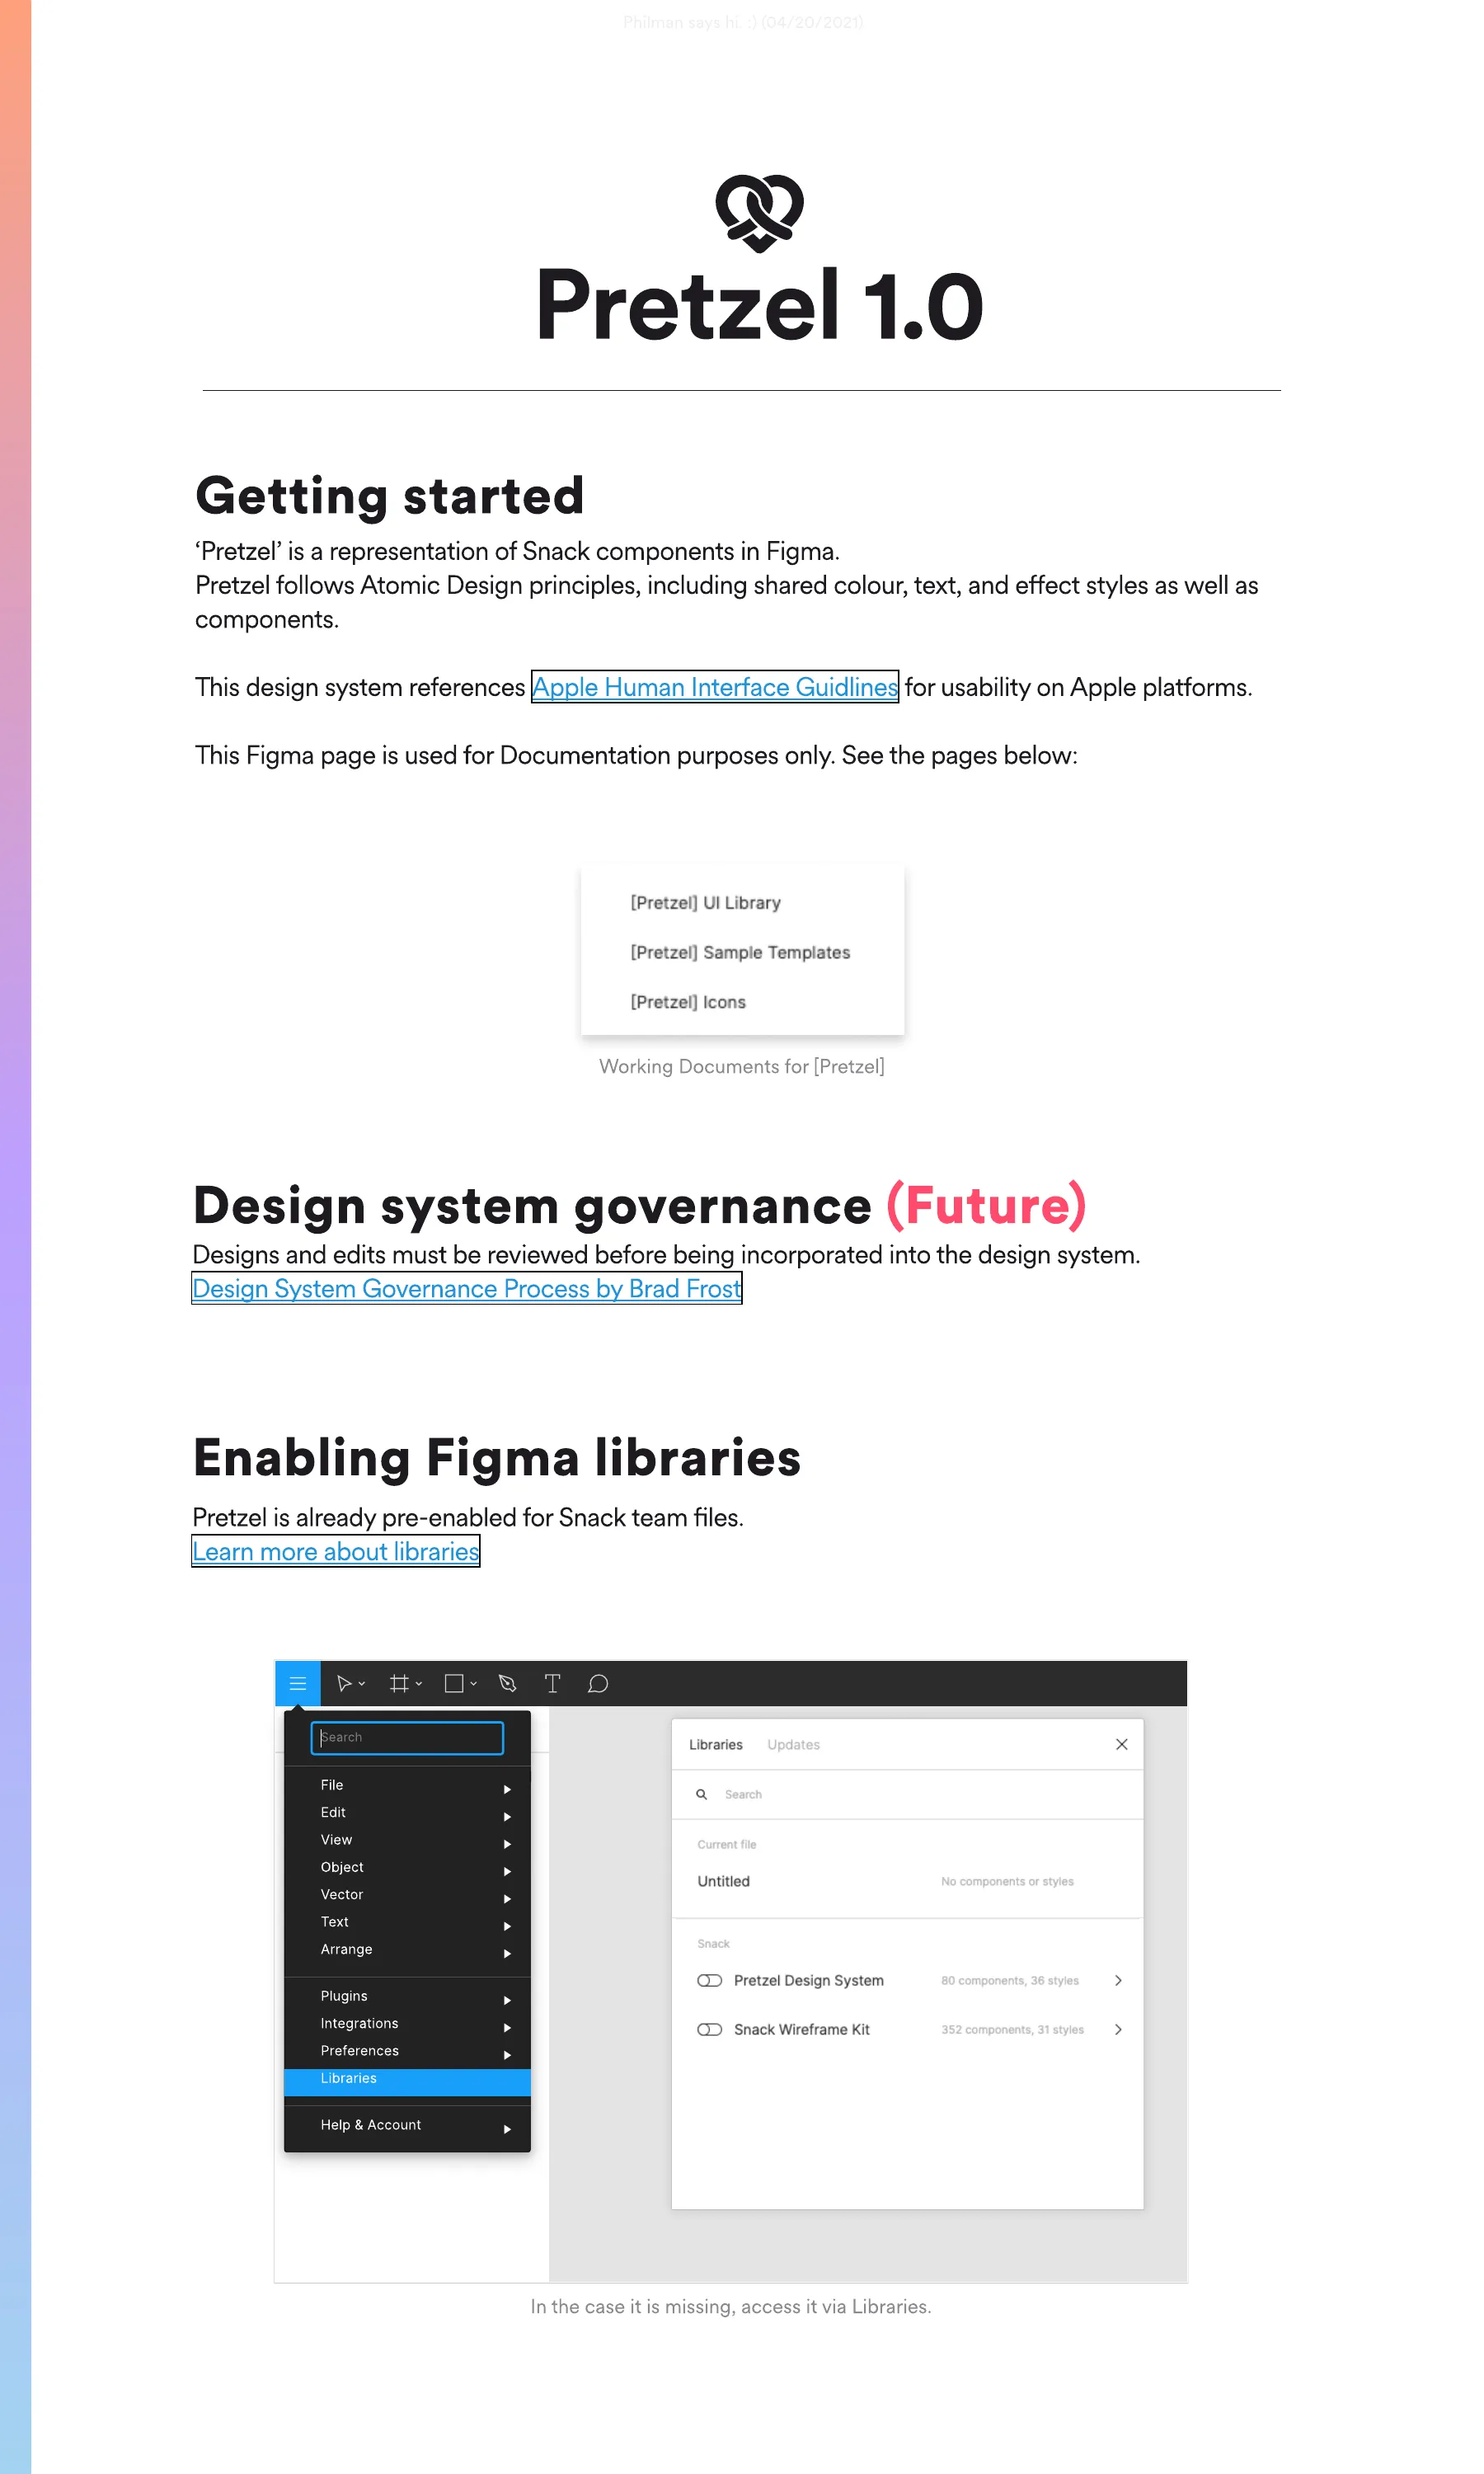 Philman says hi. :) (04/20/2021)
Pretzel 1.0
Getting started
‘Pretzel’ is a representation of Snack components in Figma.
Pretzel follows Atomic Design principles, including shared colour, text, and effect styles as well as
components.
This design system references Apple Human Interface Guidlines for usability on Apple platforms.
This Figma page is used for Documentation purposes only. See the pages below:
[Pretzel] UI Library
[Pretzel] Sample Templates
[Pretzel] Icons
Working Documents for [Pretzel]
Design system governance (Future)
Designs and edits must be reviewed before being incorporated into the design system.
Design System Governance Process by Brad Frost
Enabling Figma libraries
Pretzel is already pre-enabled for Snack team files.
Learn more about libraries
Search
File
Edit
View
Object
Vector
Text
Arrange
Plugins
Integrations
Preferences
Libraries
Help & Account
Libraries Updates
Search
Current file
Untitled No components or styles
Snack
Pretzel Design System 80 components, 36 styles
Snack Wireframe Kit 352 components, 31 styles
In the case it is missing, access it via Libraries.